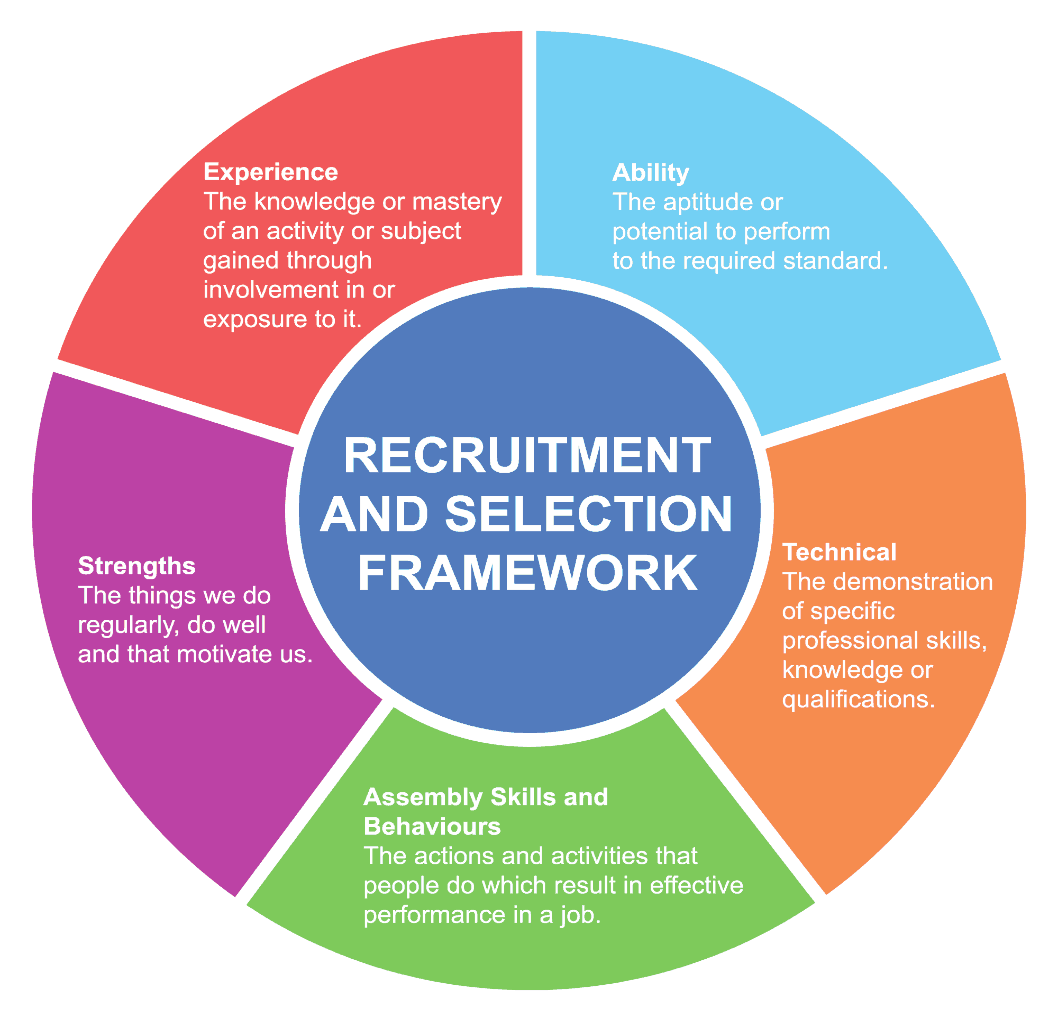 Experience
The knowledge or mastery
of an activity or subject
gained through
involvement in or
exposure to it.
Ability
The aptitude or
potential to perform
to the required standard.
RECRUITMENT
AND SELECTION
FRAMEWORK
Strengths
The things we do
regularly, do well
and that motivate us.
Technical
The demonstration
of specific
professional skills,
knowledge or
qualifications.
Assembly Skills and
Behaviours
The actions and activities that
people do which result in effective
performance in a job.